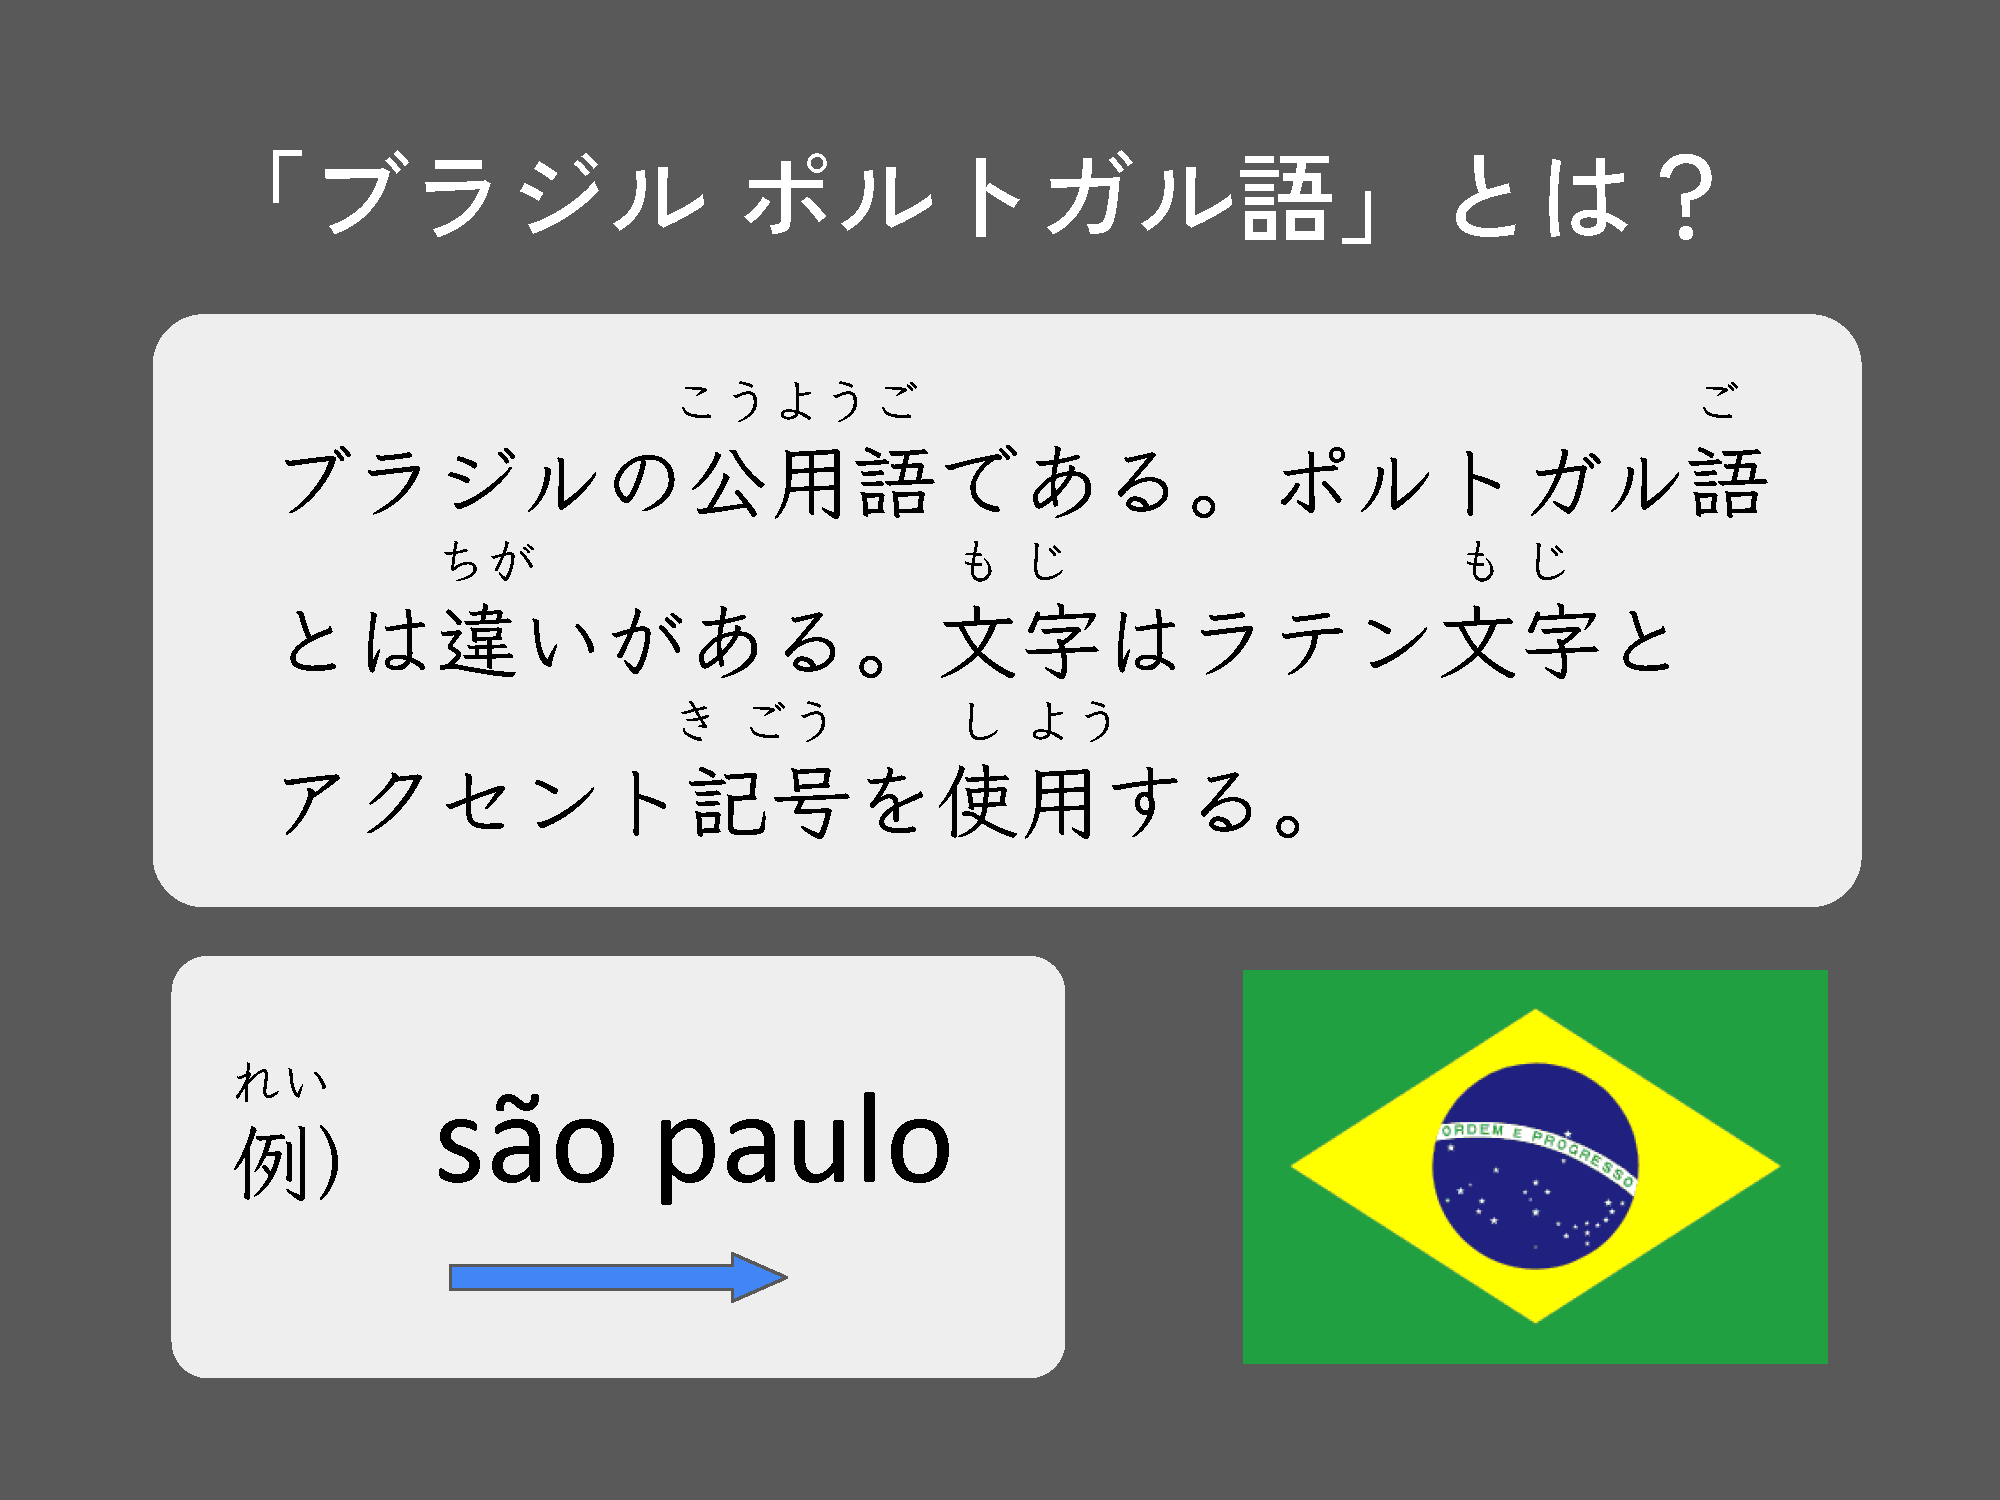 「ブラジル ポルトガル語」とは？
こうようご ご
ブラジルの公用語である。ポルトガル語
ちが もじ もじ
とは違いがある。文字はラテン文字と
きごう しよう
アクセント記号を使用する。
れい
例) são paulo
ORDEM E PROGRESSO